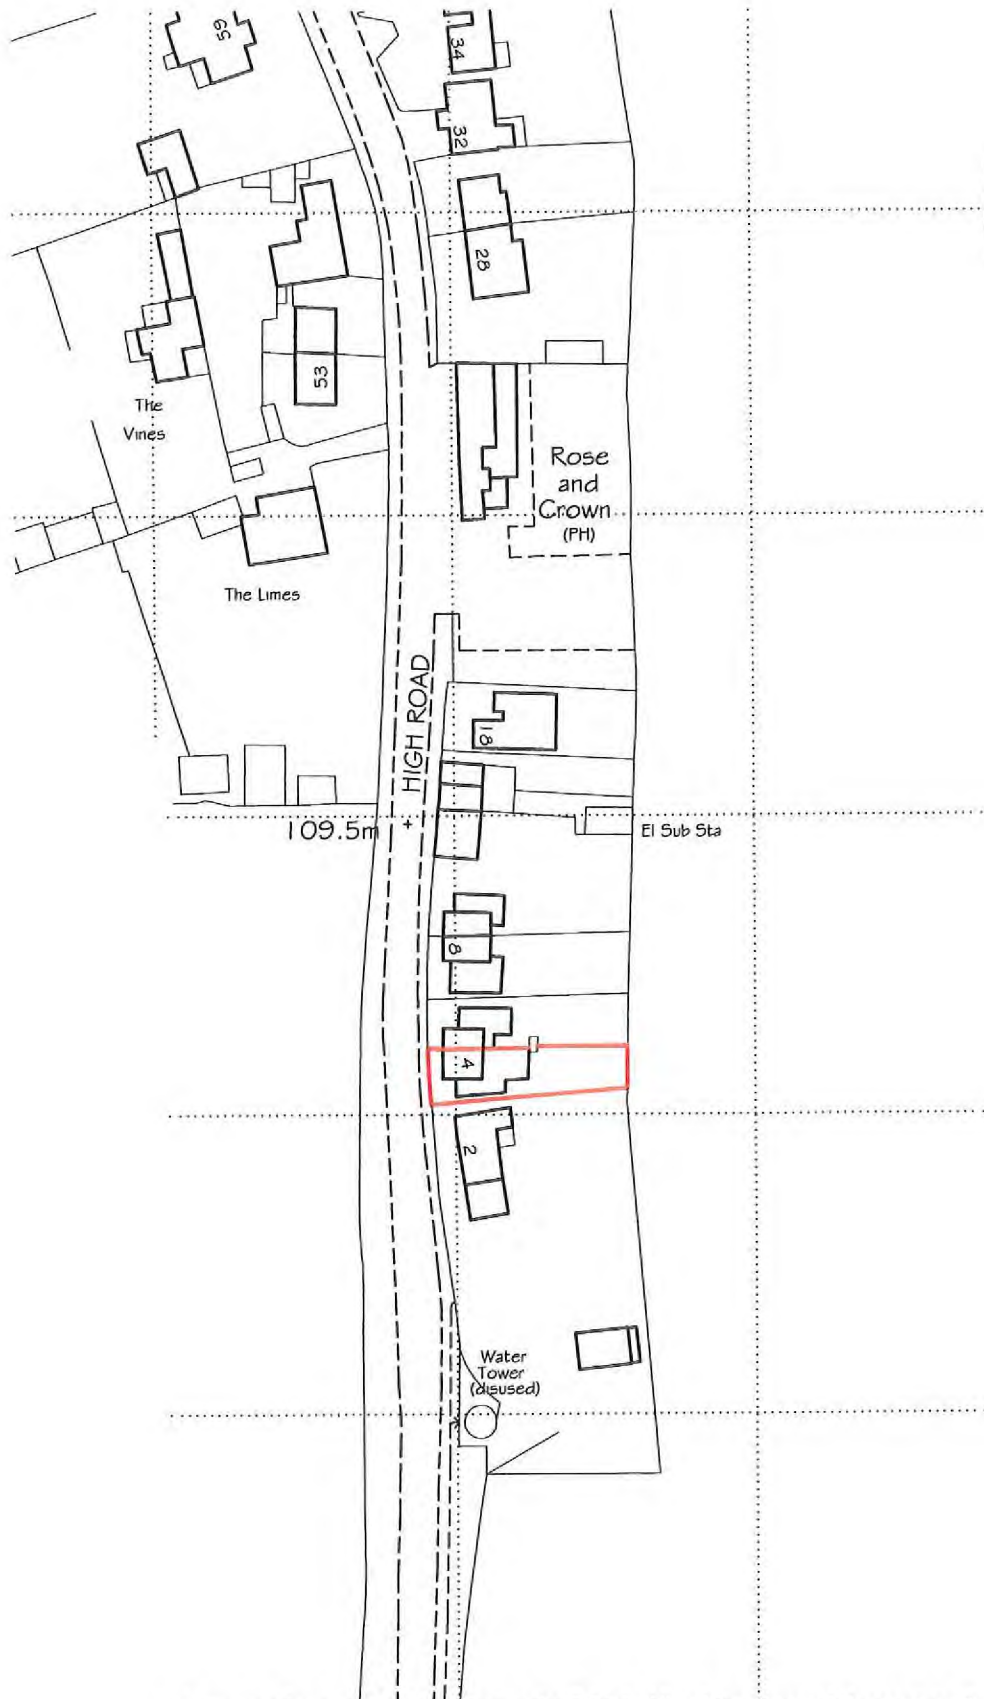 65
34
32
28
53
The
Vines
Rose
and
Crown
(PH)
The Limes
HIGH ROAD
18
109.5m
El Sub Sta
8
4
2
Water
Tower
(disused)